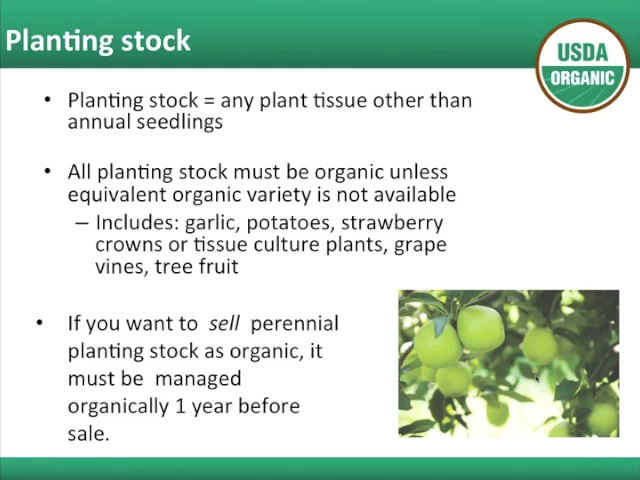 Planting stock
USDA
ORGANIC
• Planting stock = any plant tissue other than
annual seedlings
• All planting stock must be organic unless
equivalent organic variety is not available
– Includes: garlic, potatoes, strawberry
crowns or tissue culture plants, grape
vines, tree fruit
• If you want to sell perennial
planting stock as organic, it
must be managed
organically 1 year before
sale.